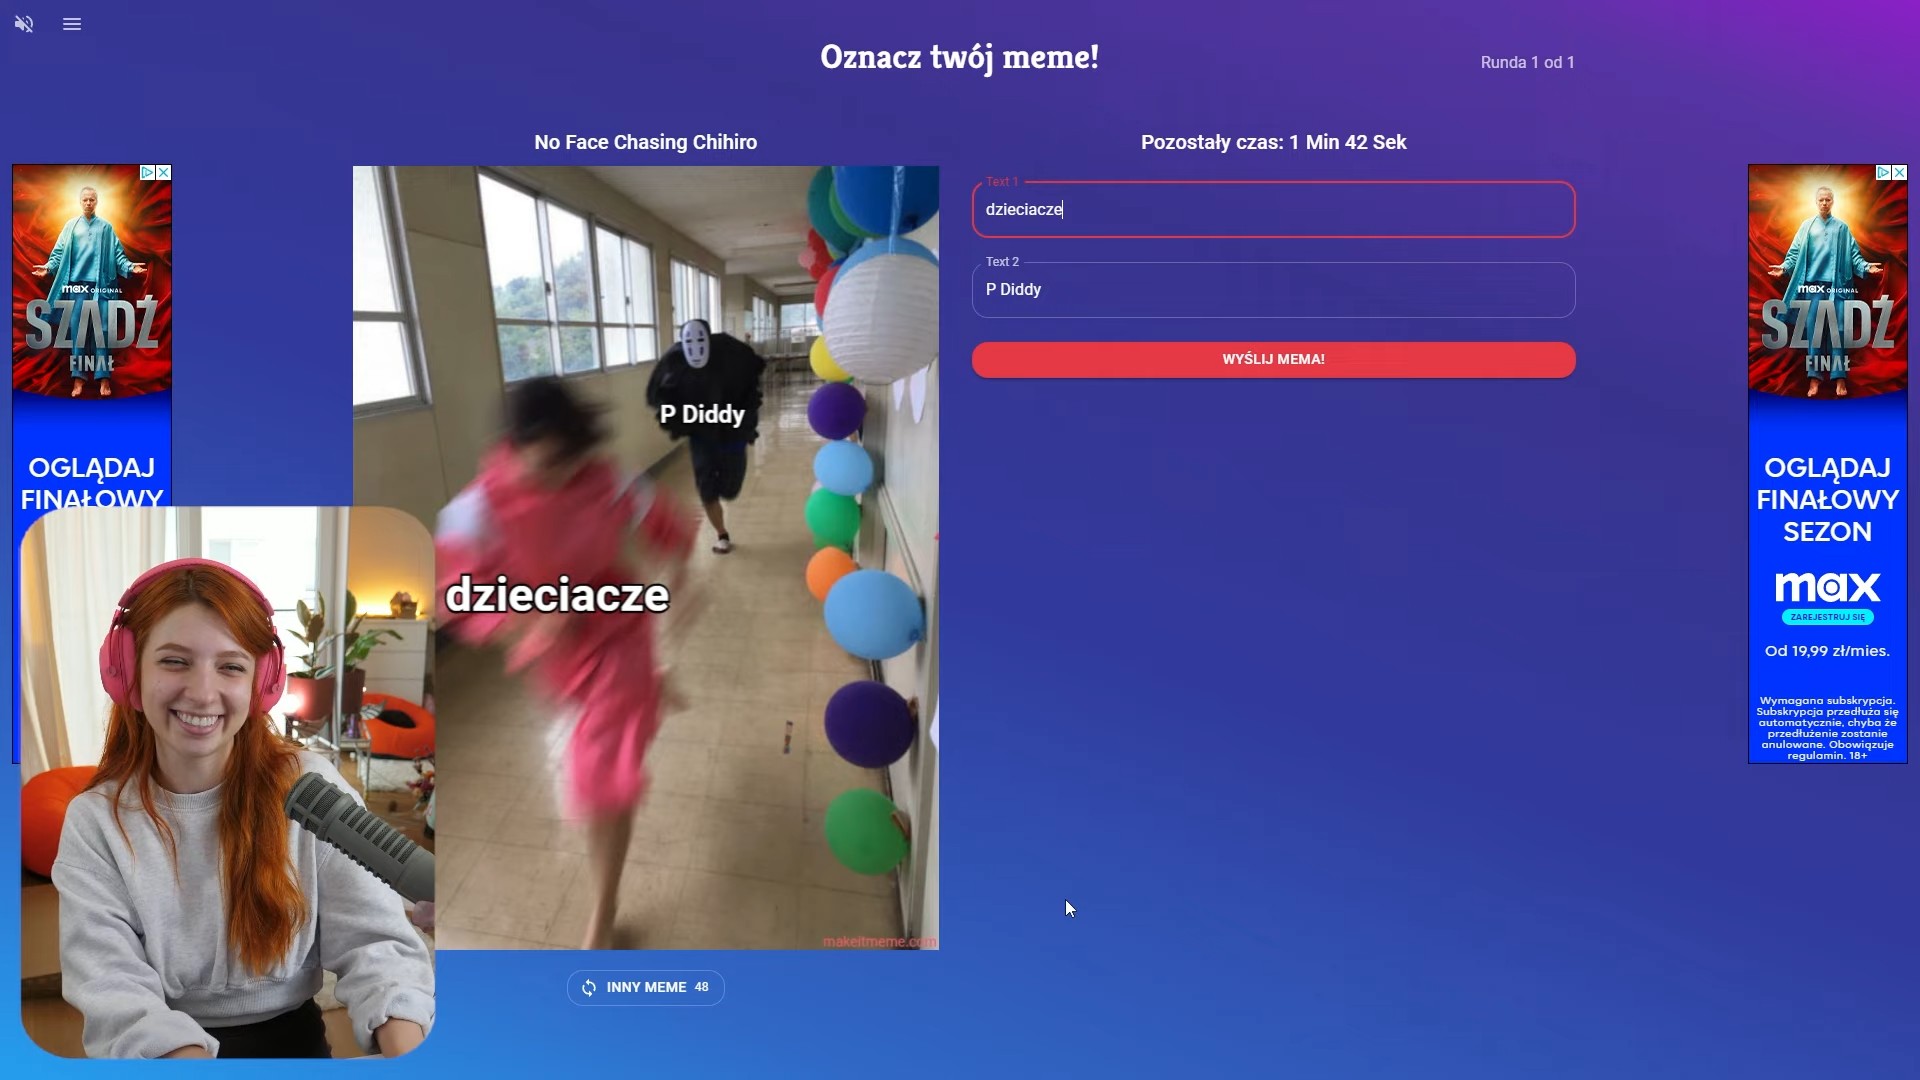 Oznacz twój meme!
Runda 1 od 1
No Face Chasing Chihiro
Pozostały czas: 1 Min 42 Sek
Text 1
dzieciacze
Text 2
P Diddy
WYŚLIJ MEMA!
P Diddy
dzieciacze
makeitmeme.com
INNY MEME 48
max ORIGINAL
SZADŹ
FINAŁ
OGLĄDAJ
FINAŁOWY
max ORIGINAL
SZADŹ
FINAŁ
OGLĄDAJ
FINAŁOWY
SEZON
max
ZAREJESTRUJ SIĘ
Od 19,99 zł/mies.
Wymagana subskrypcja.
Subskrypcja przedłuża się
automatycznie, chyba że
przedłużenie zostanie
anulowane. Obowiązuje
regulamin. 18+